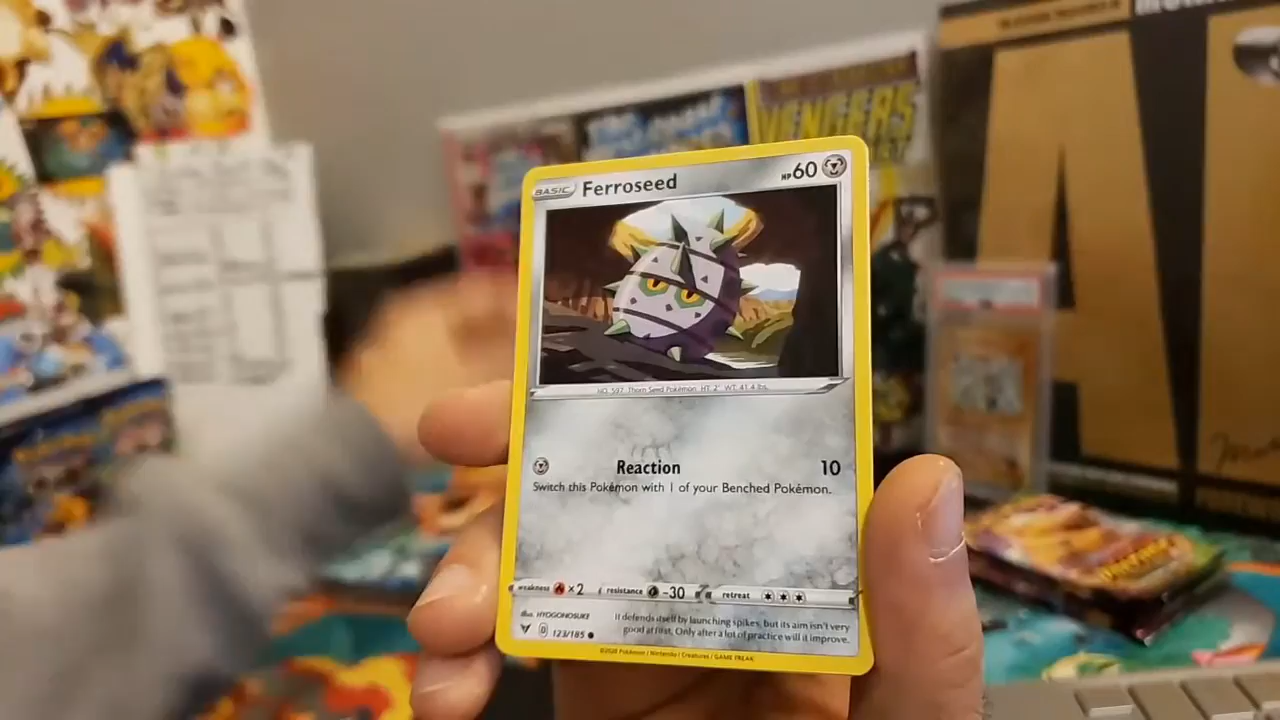 AVENGERS
BASIC Ferroseed HP 60
NO. 597 Thorn Seed Pokémon HT: 2' WT: 41.4 lbs.
Reaction 10
Switch this Pokémon with 1 of your Benched Pokémon.
weakness ×2 resistance -30 retreat
Illus. HYOGONOSUKE
It defends itself by launching spikes, but its aim isn't very
good at first. Only after a lot of practice will it improve.
D 123/185
©2020 Pokémon / Nintendo / Creatures / GAME FREAK